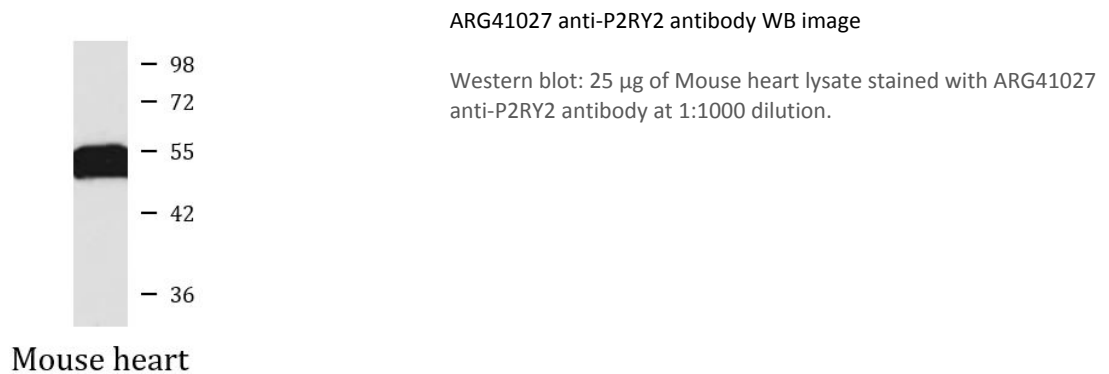 ARG41027 anti-P2RY2 antibody WB image
Western blot: 25 µg of Mouse heart lysate stained with ARG41027
anti-P2RY2 antibody at 1:1000 dilution.
98
72
55
42
36
Mouse heart